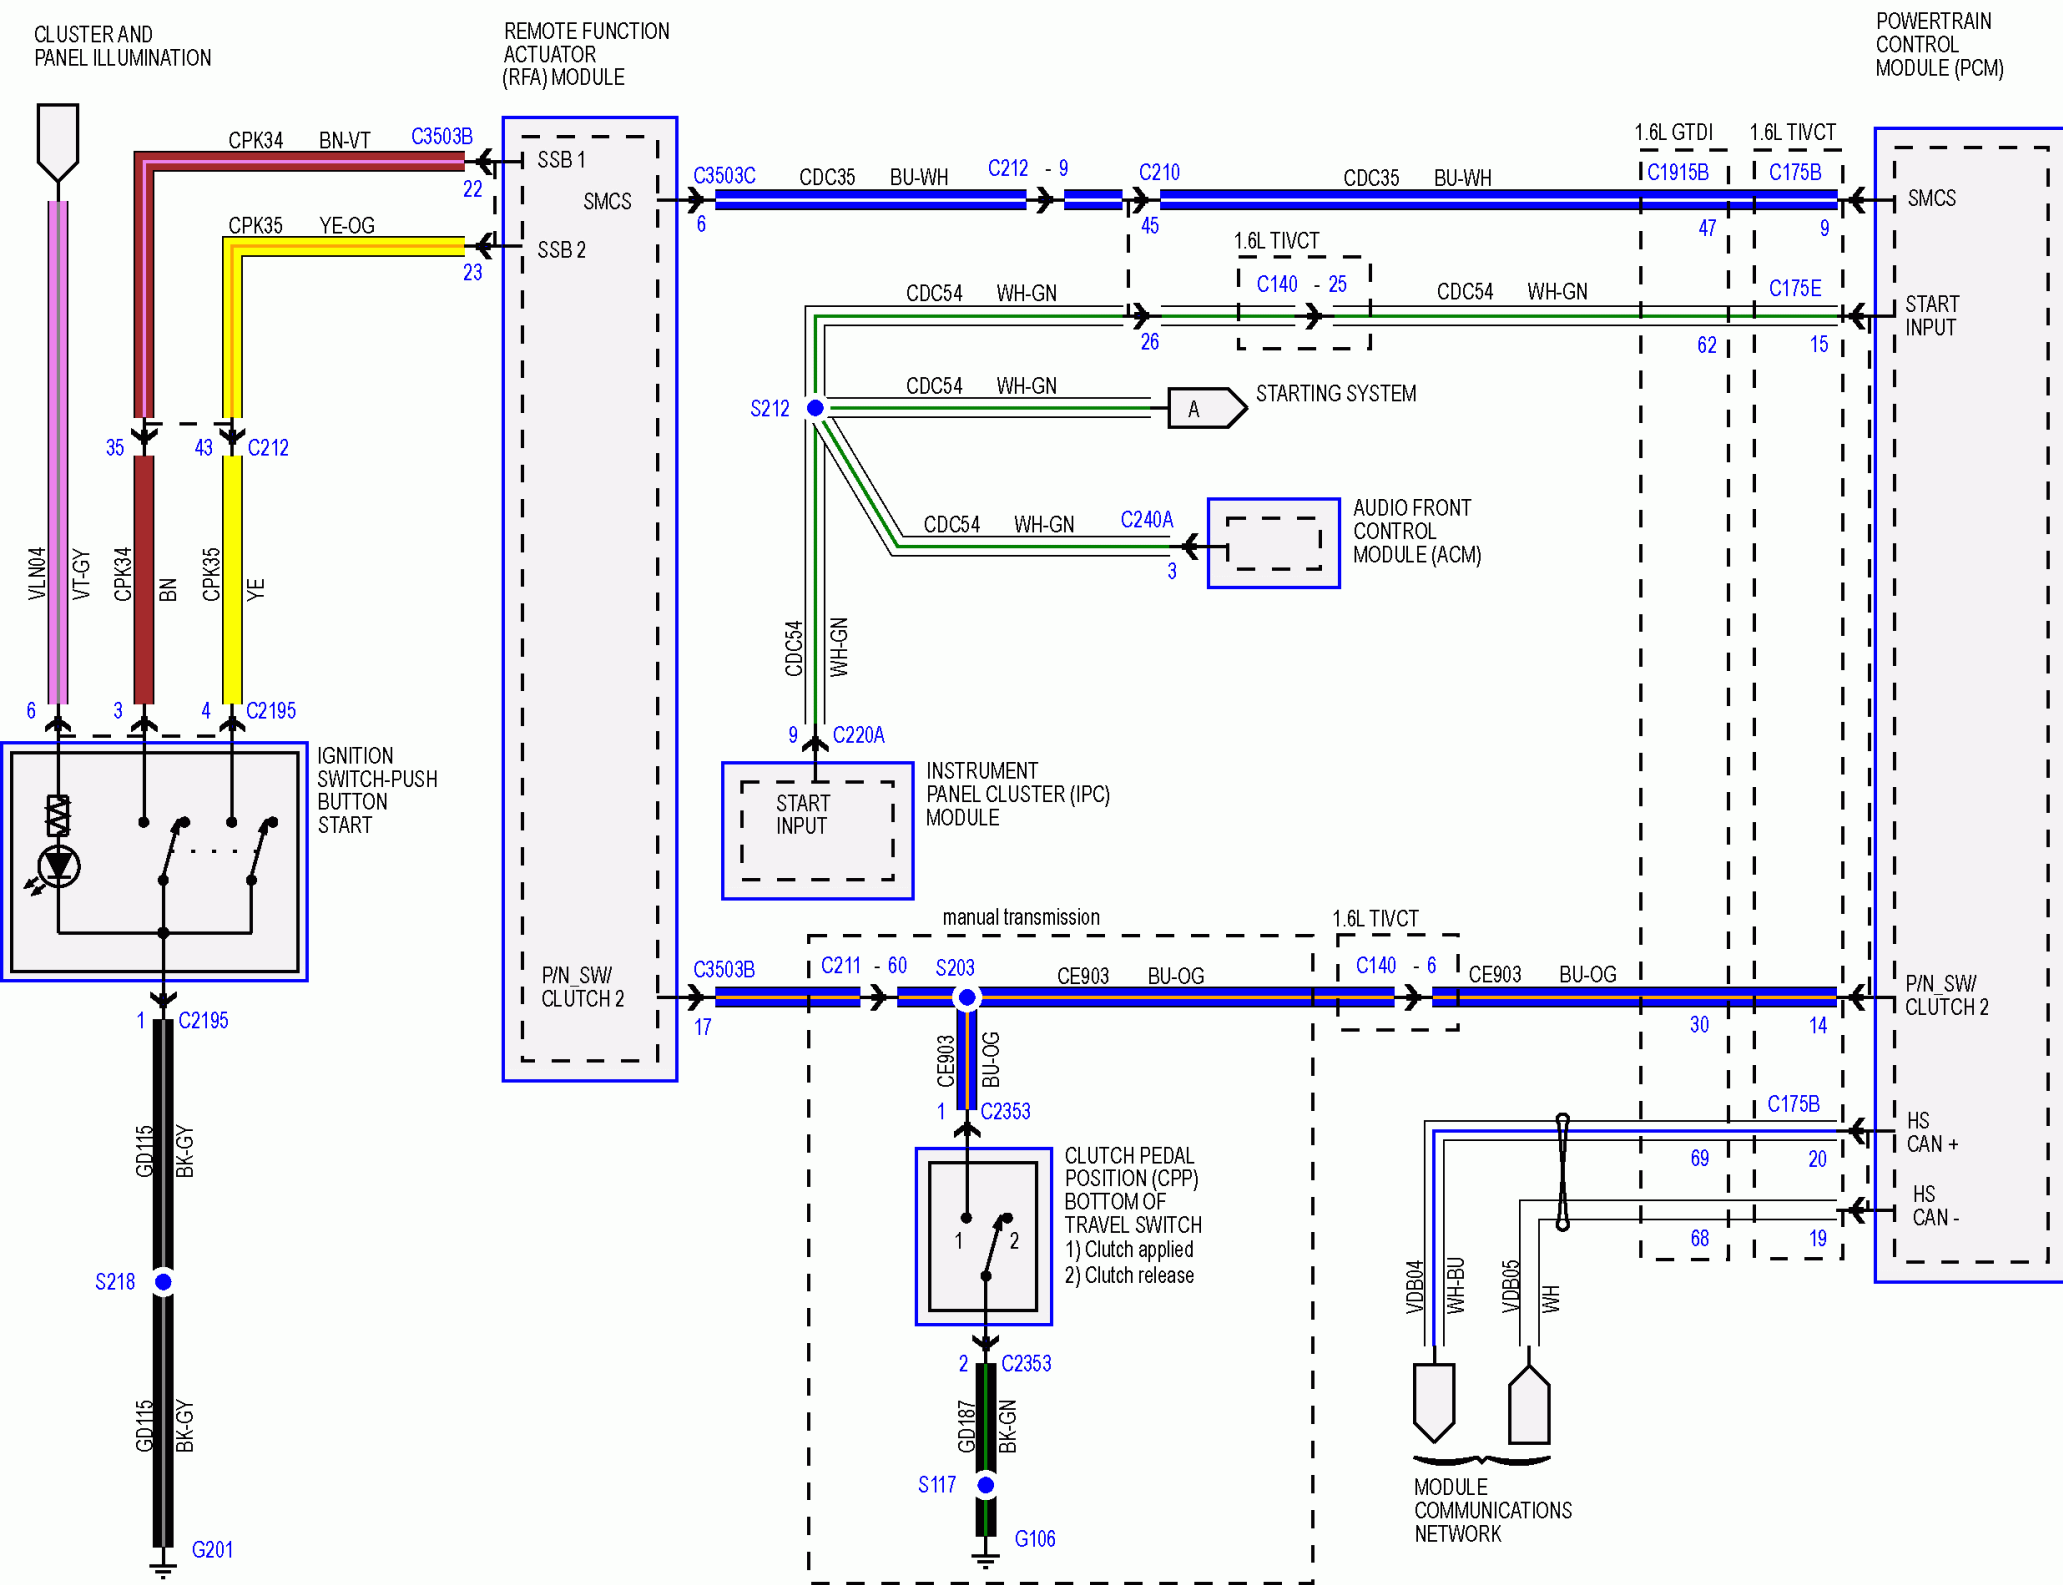 CLUSTER AND
PANEL ILLUMINATION
REMOTE FUNCTION
ACTUATOR
(RFA) MODULE
POWERTRAIN
CONTROL
MODULE (PCM)
CPK34 BN-VT C3503B
22
SSB 1
CPK35 YE-OG
23
SSB 2
SMCS
C3503C
6
CDC35 BU-WH
C212 - 9
C210
45
CDC35 BU-WH
1.6L GTDI
C1915B
47
1.6L TIVCT
C175B
9
SMCS
1.6L TIVCT
C140 - 25
CDC54 WH-GN
26
CDC54 WH-GN
62
C175E
15
START
INPUT
S212
CDC54 WH-GN
A
STARTING SYSTEM
CDC54 WH-GN
C240A
3
AUDIO FRONT
CONTROL
MODULE (ACM)
35
43
C212
VLN04
VT-GY
CPK34
BN
CPK35
YE
CDC54
WH-GN
6
3
4
C2195
9
C220A
IGNITION
SWITCH-PUSH
BUTTON
START
START
INPUT
INSTRUMENT
PANEL CLUSTER (IPC)
MODULE
manual transmission
1.6L TIVCT
P/N_SW/
CLUTCH 2
C3503B
17
C211 - 60
S203
CE903 BU-OG
C140 - 6
CE903 BU-OG
30
14
P/N_SW/
CLUTCH 2
1
C2195
CE903
BU-OG
1
C2353
C175B
HS
CAN +
69
20
HS
CAN -
68
19
GD115
BK-GY
CLUTCH PEDAL
POSITION (CPP)
BOTTOM OF
TRAVEL SWITCH
1) Clutch applied
2) Clutch release
1
2
S218
VDB04
WH-BU
VDB05
WH
2
C2353
GD115
BK-GY
GD187
BK-GN
S117
G106
G201
MODULE
COMMUNICATIONS
NETWORK